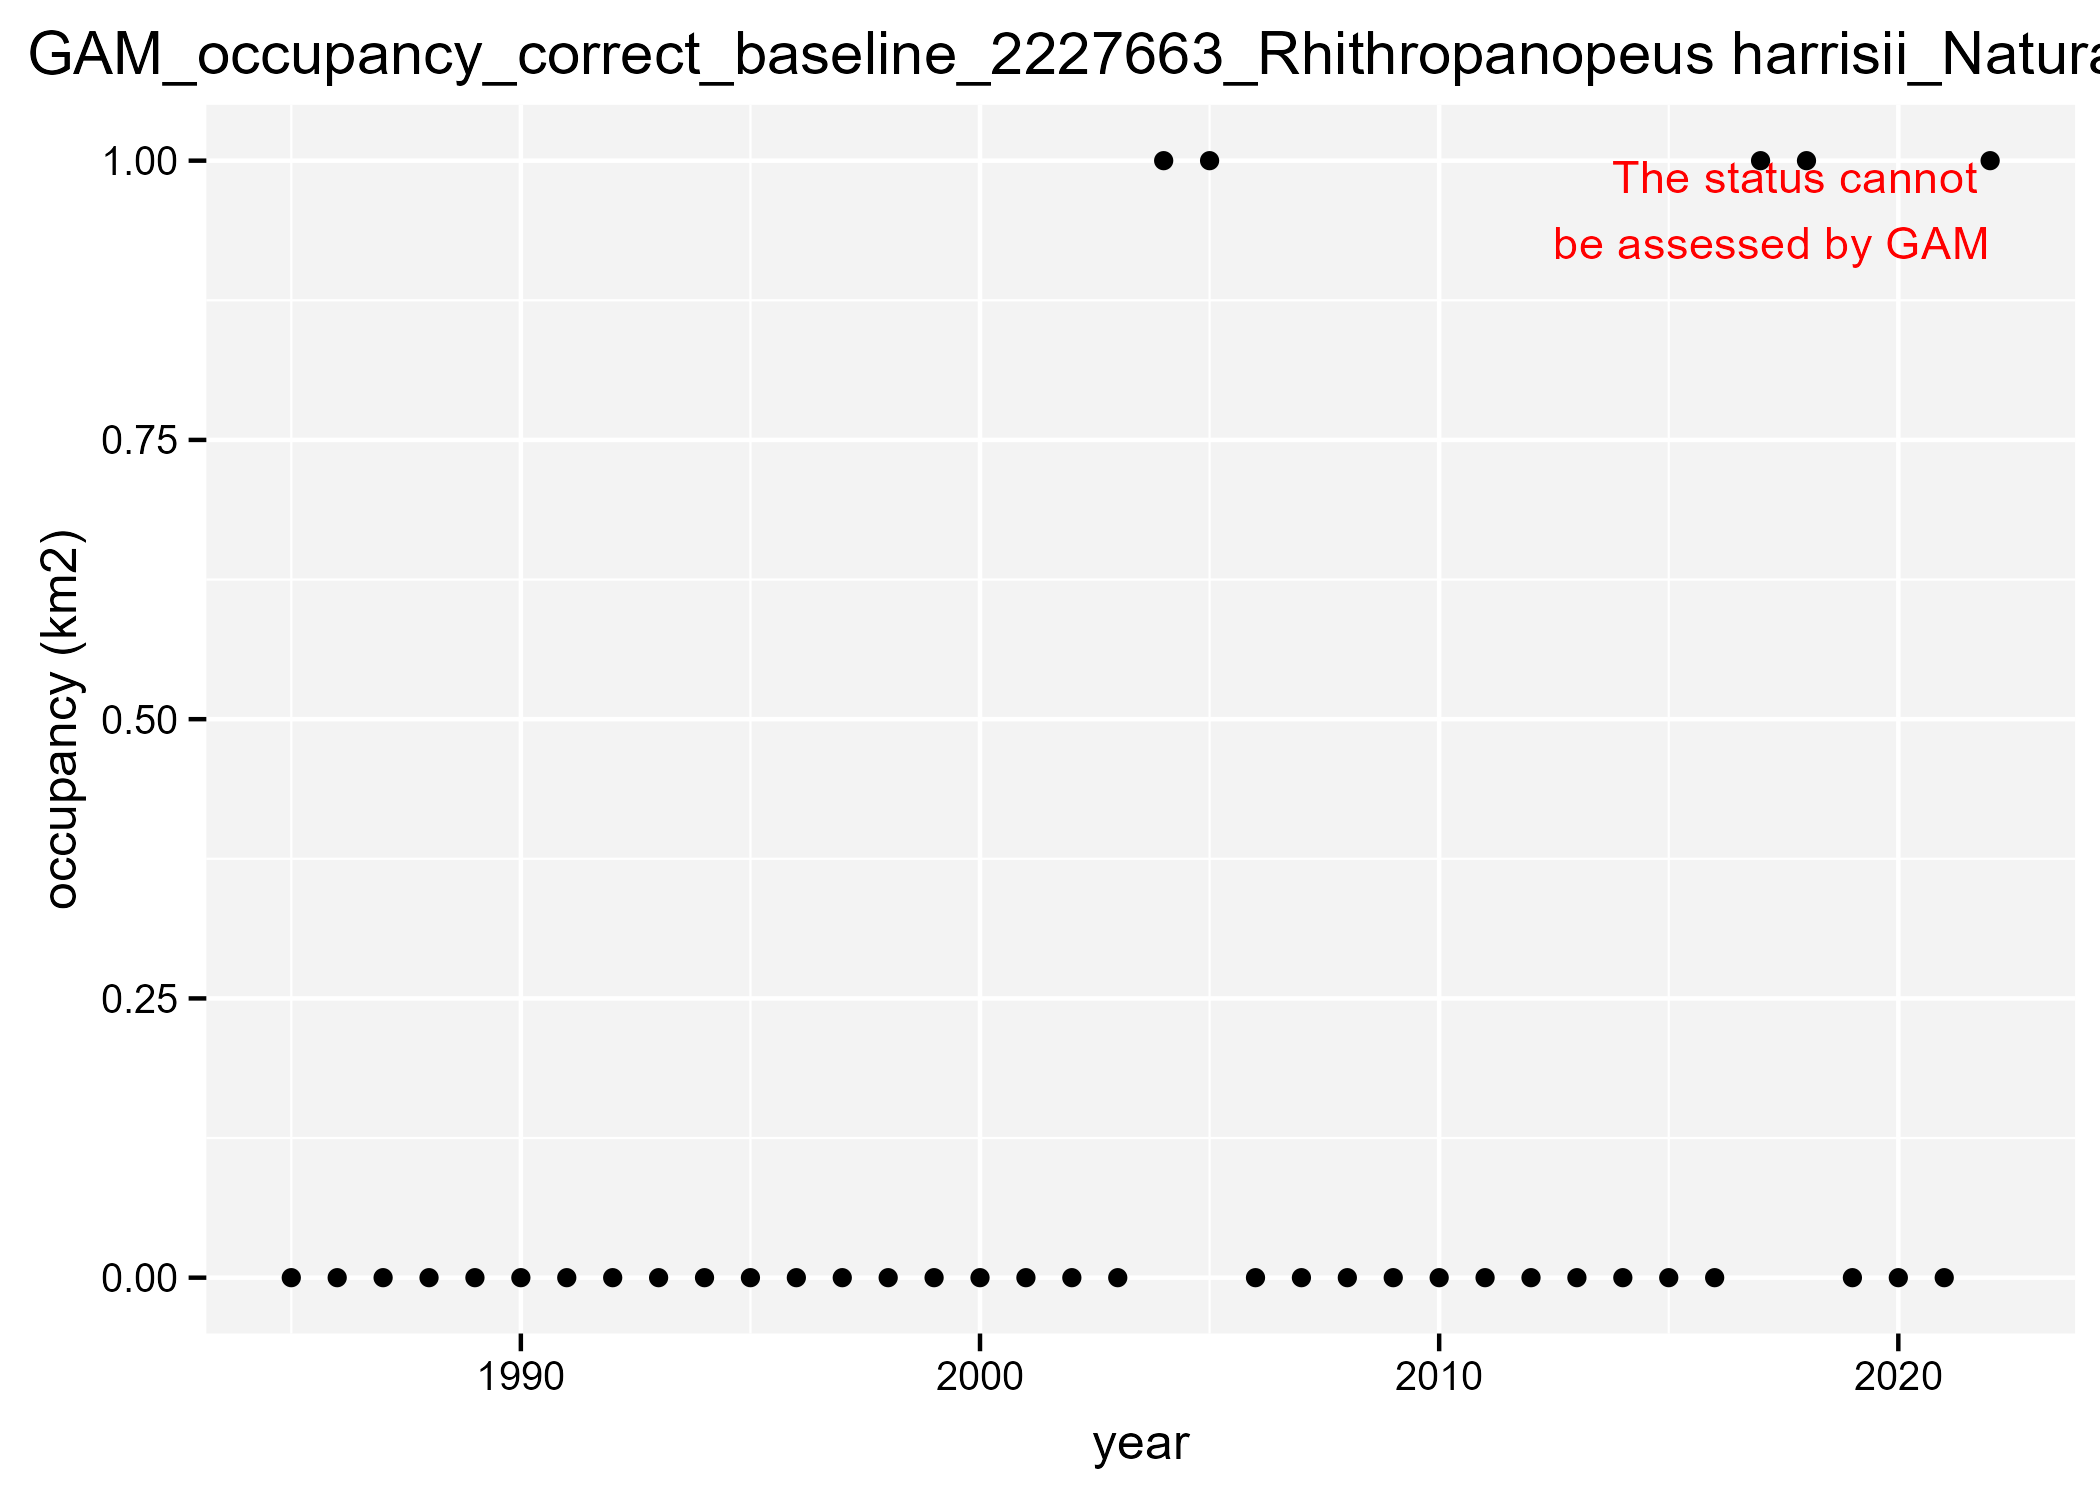 GAM_occupancy_correct_baseline_2227663_Rhithropanopeus harrisii_Natura
1.00
The status cannot
be assessed by GAM
0.75
0.50
0.25
0.00
occupancy (km2)
1990 2000 2010 2020
year